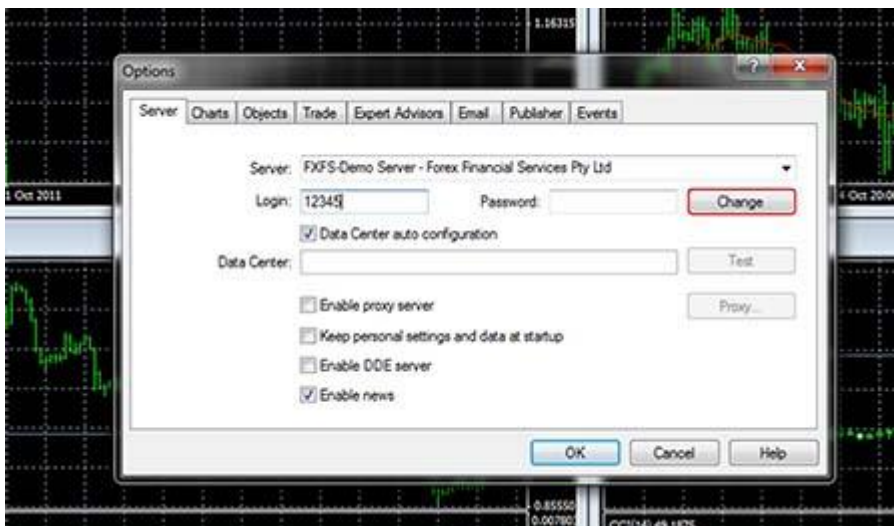 1.16315
Options
Server Charts Objects Trade Expert Advisors Email Publisher Events
Server: FXFS-Demo Server - Forex Financial Services Pty Ltd
Login: 12345 Password: Change
1 Oct 2011
Data Center auto configuration
Data Center: Test
Enable proxy server Proxy...
Keep personal settings and data at startup
Enable DDE server
Enable news
OK Cancel Help
0.85550